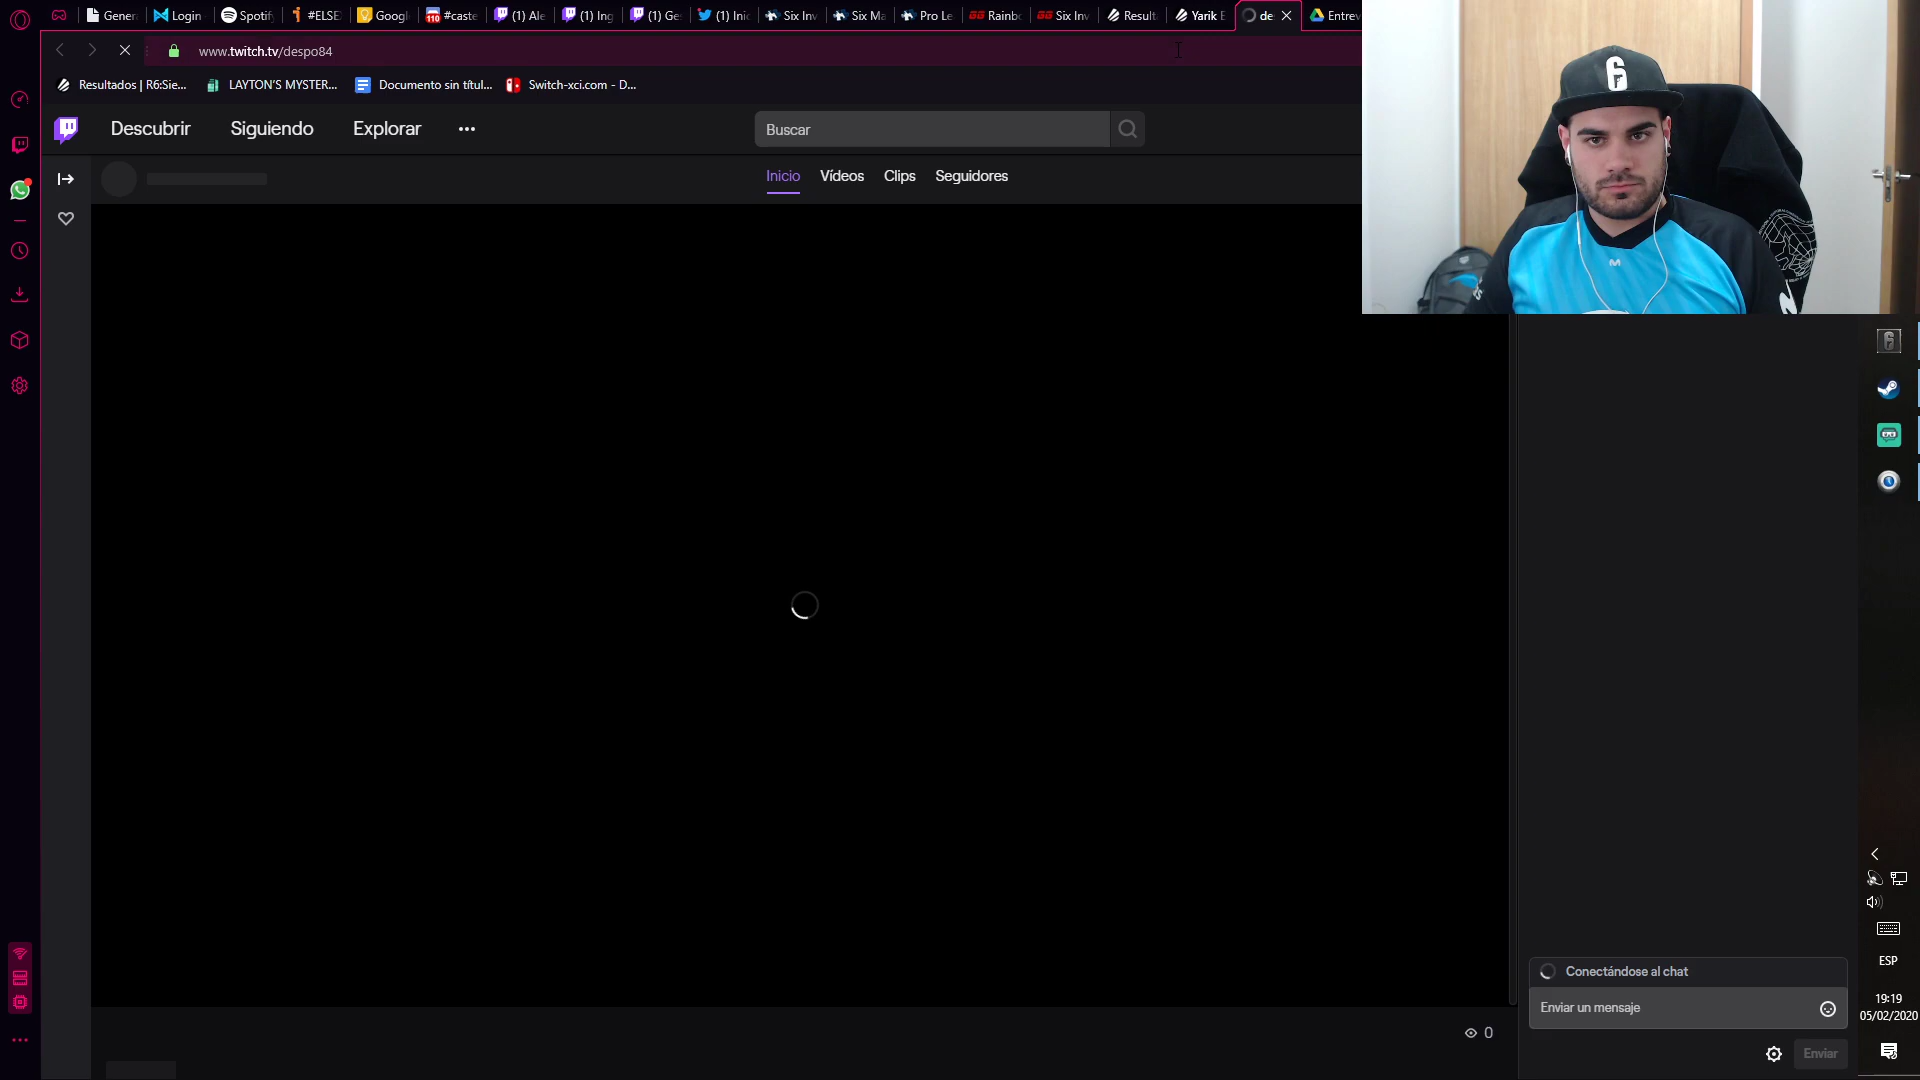 Gener
Login
Spotif
#ELSE
Googl
#caste
(1) Ale
(1) Ing
(1) Ge
(1) Inic
Six Inv
Six Ma
Pro Le
Rainbo
Six Inv
Result
Yarik E
de
Entrev
www.twitch.tv/despo84
Resultados | R6:Sie...
LAYTON'S MYSTER...
Documento sin títul...
Switch-xci.com - D...
Descubrir
Siguiendo
Explorar
Buscar
Inicio
Vídeos
Clips
Seguidores
Conectándose al chat
Enviar un mensaje
0
Enviar
ESP
19:19
05/02/2020